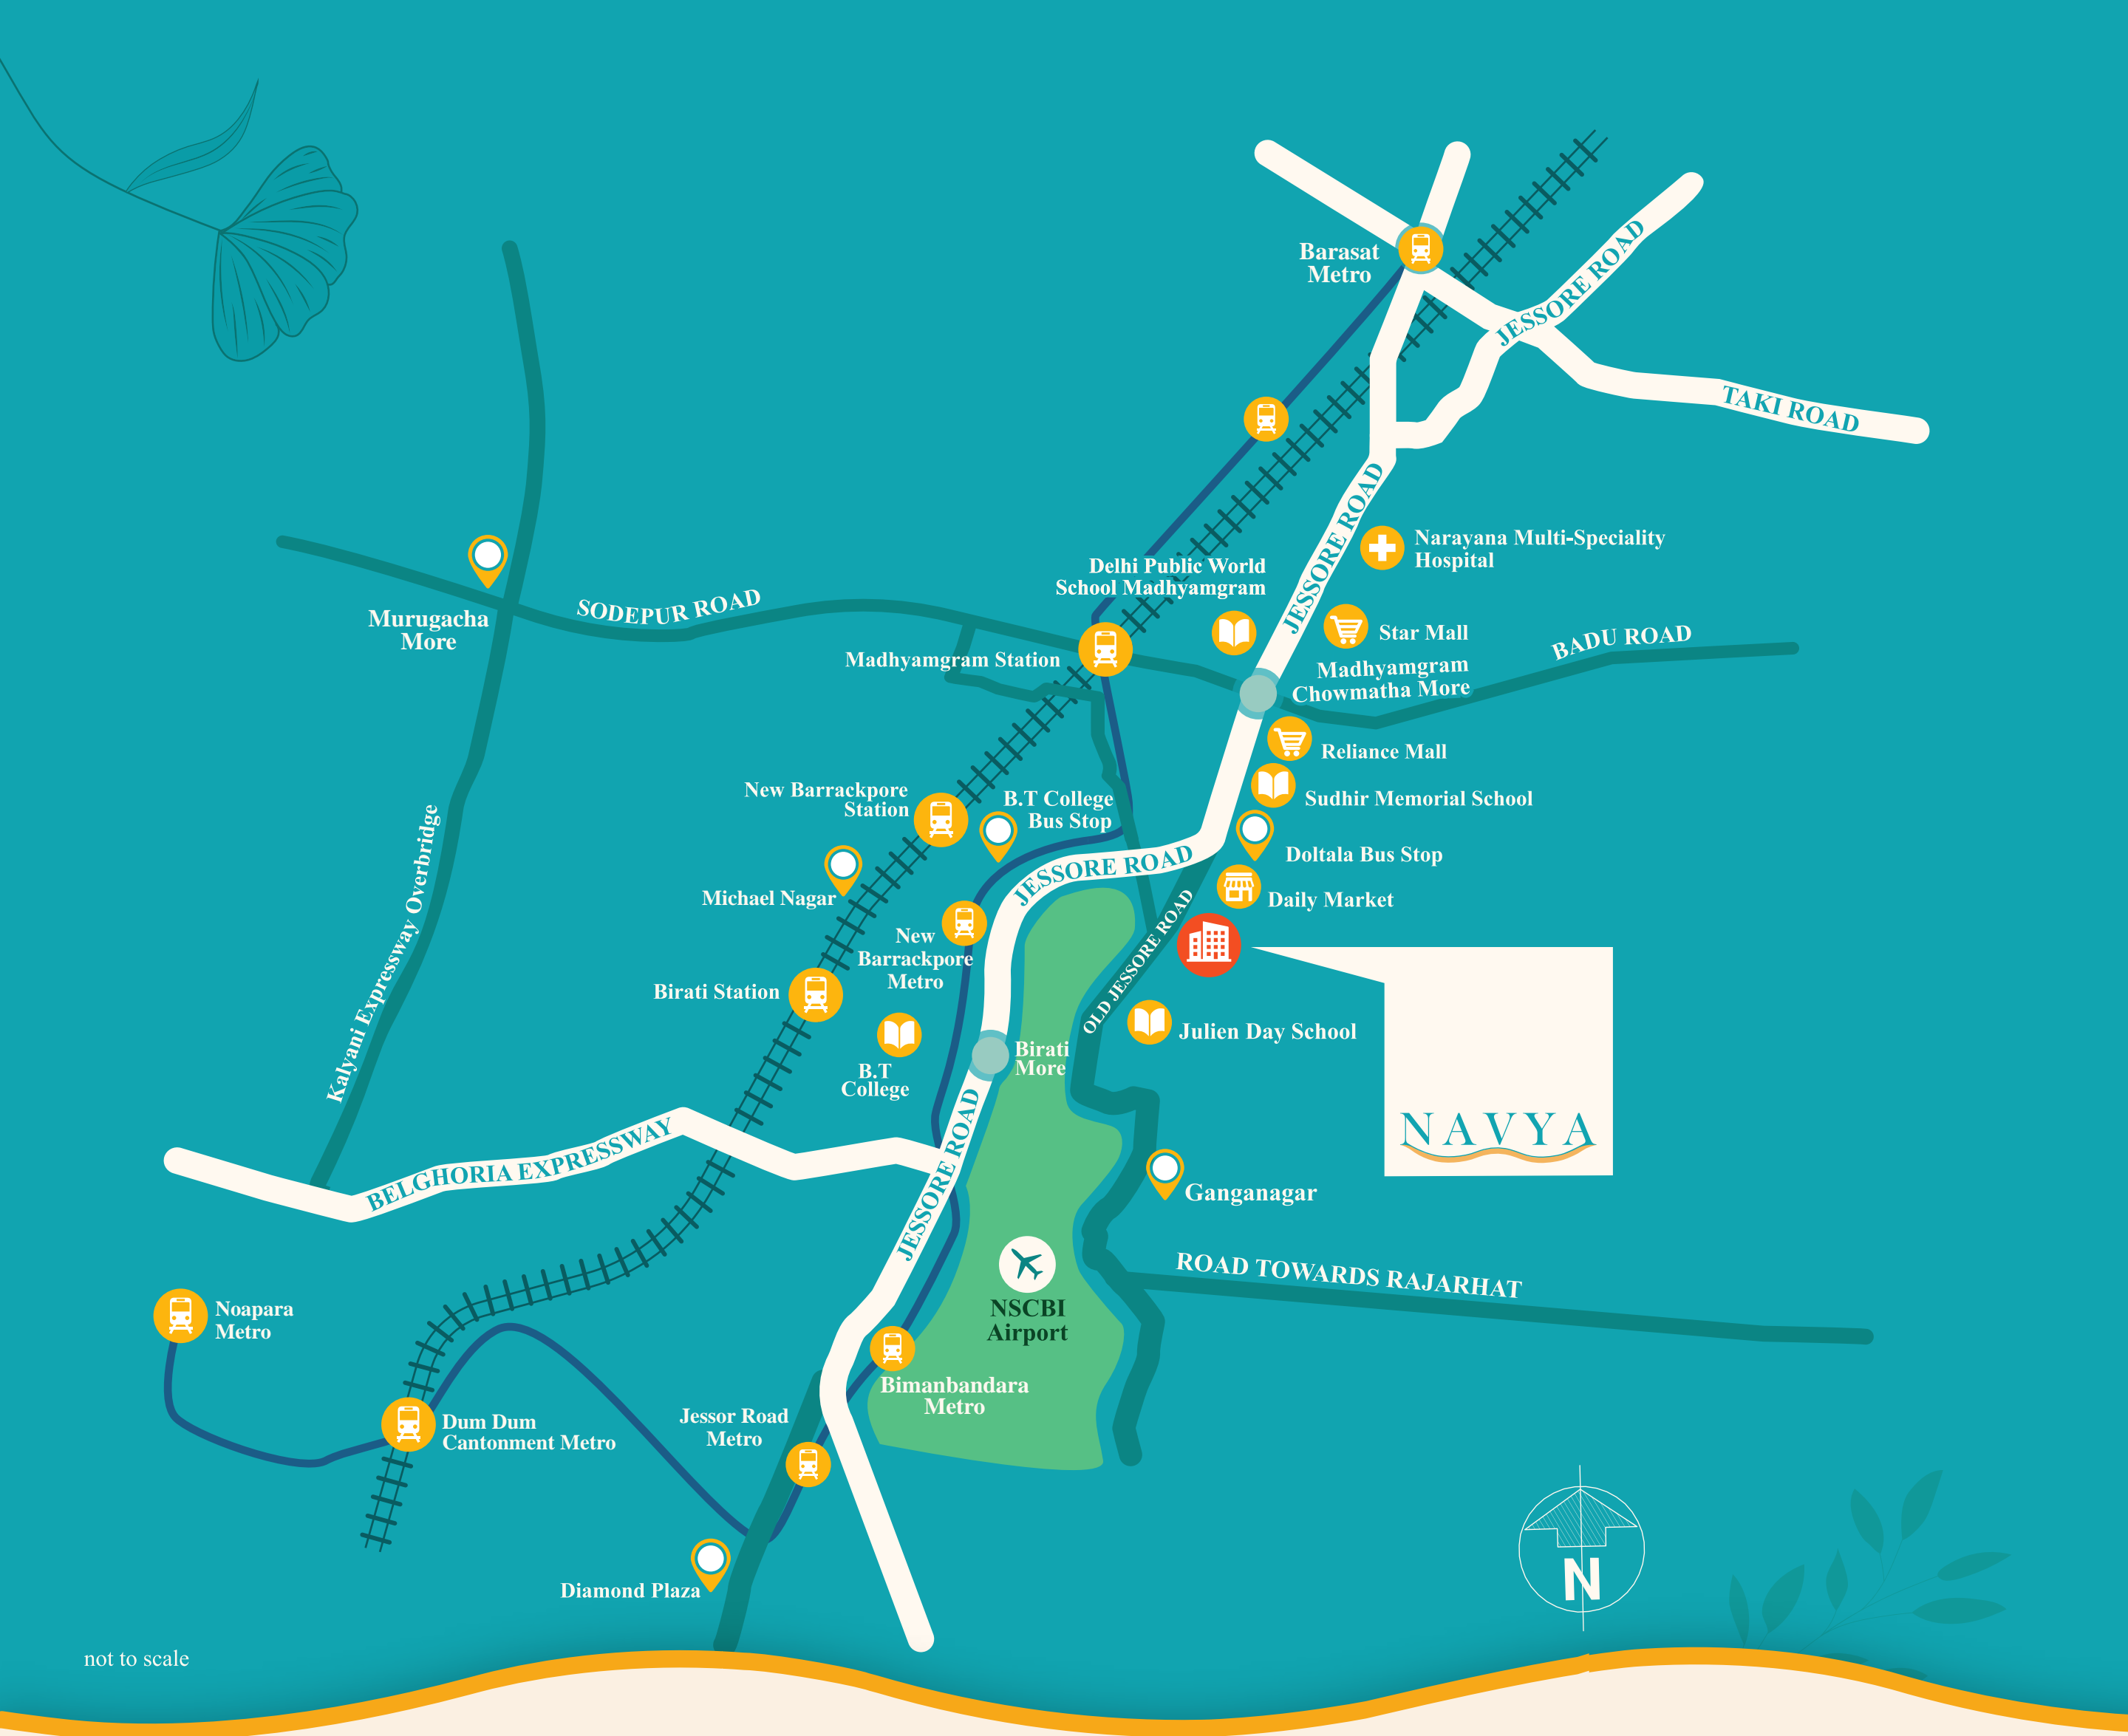 Barasat
Metro
JESSORE ROAD
TAKI ROAD
JESSORE ROAD
Narayana Multi-Speciality
Hospital
Delhi Public World
School Madhyamgram
Murugacha
More
SODEPUR ROAD
Star Mall
BADU ROAD
Madhyamgram Station
Madhyamgram
Chowmatha More
Reliance Mall
New Barrackpore
Station
B.T College
Bus Stop
Sudhir Memorial School
Kalyani Expressway Overbridge
JESSORE ROAD
Doltala Bus Stop
Michael Nagar
Daily Market
New
Barrackpore
Metro
OLD JESSORE ROAD
Birati Station
Julien Day School
Birati
More
B.T
College
NAVYA
BELGHORIA EXPRESSWAY
JESSORE ROAD
Ganganagar
ROAD TOWARDS RAJARHAT
NSCBI
Airport
Noapara
Metro
Bimanbandara
Metro
Jessor Road
Metro
Dum Dum
Cantonment Metro
Diamond Plaza
N
not to scale